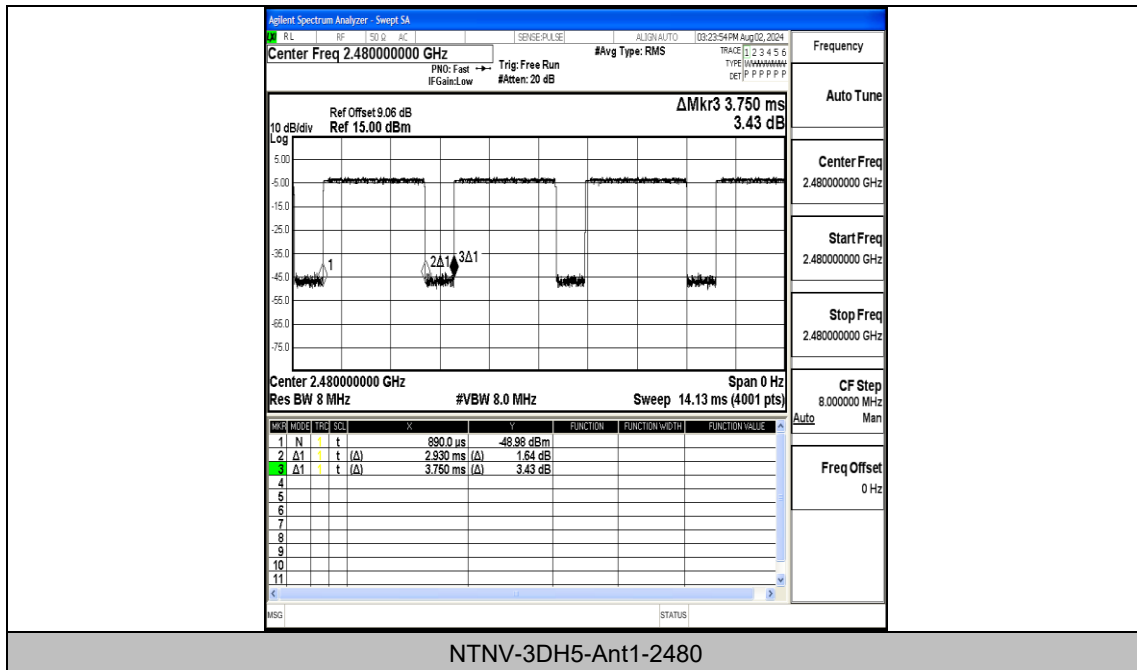 Agilent Spectrum Analyzer - Swept SA
RL RF 50 Ω AC SENSE:PULSE ALIGN AUTO 03:23:54 PM Aug 02, 2024
Center Freq 2.480000000 GHz
PNO: Fast
IFGain:Low
Trig: Free Run
#Atten: 20 dB
#Avg Type: RMS
TRACE 1 2 3 4 5 6
TYPE
DET P P P P P P
ΔMkr3 3.750 ms
3.43 dB
Ref Offset 9.06 dB
10 dB/div Ref 15.00 dBm
Log
5.00
-5.00
-15.0
-25.0
-35.0
-45.0
-55.0
-65.0
-75.0
1
2Δ1
3Δ1
Center 2.480000000 GHz Span 0 Hz
Res BW 8 MHz #VBW 8.0 MHz Sweep 14.13 ms (4001 pts)
MKR MODE TRC SCL X Y FUNCTION FUNCTION WIDTH FUNCTION VALUE
1 N 1 t 890.0 us -48.98 dBm
2 Δ1 1 t (Δ) 2.930 ms (Δ) 1.64 dB
3 Δ1 1 t (Δ) 3.750 ms (Δ) 3.43 dB
4
5
6
7
8
9
10
11
MSG STATUS
Frequency
Auto Tune
Center Freq
2.480000000 GHz
Start Freq
2.480000000 GHz
Stop Freq
2.480000000 GHz
CF Step
8.000000 MHz
Auto Man
Freq Offset
0 Hz
NTNV-3DH5-Ant1-2480